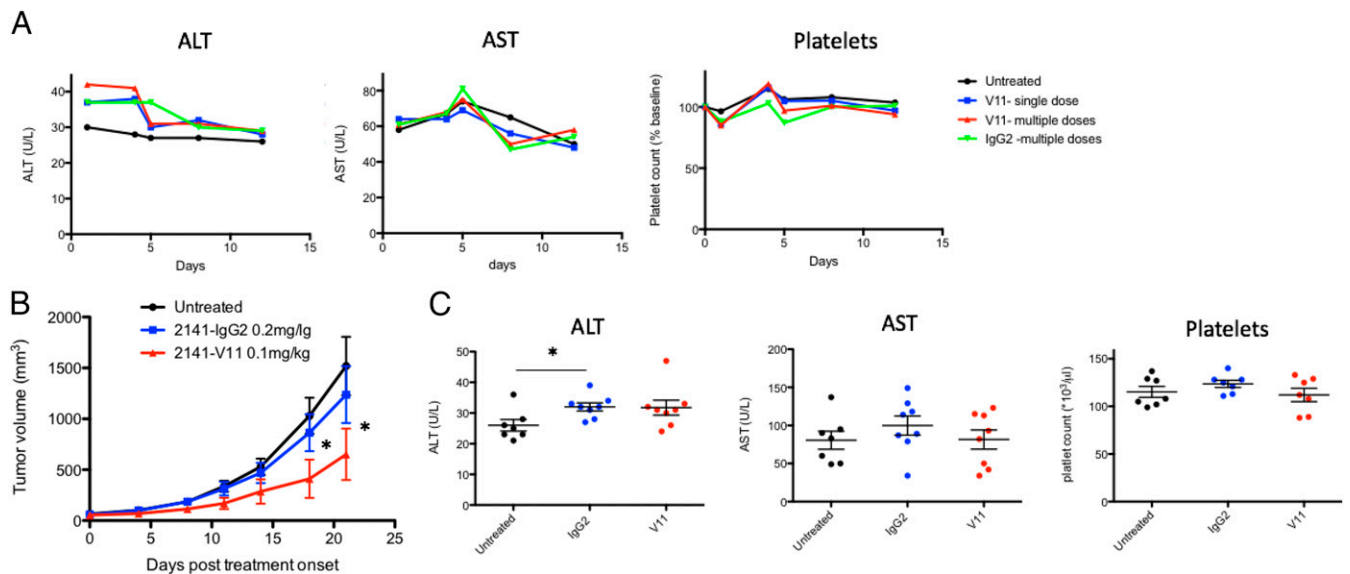 A
ALT
AST
Platelets
ALT (U/L)
40
30
20
0
0
5
10
15
Days
AST (U/L)
80
60
40
20
0
0
5
10
15
days
Platelet count (% baseline)
100
50
0
0
5
10
15
Days
Untreated
V11- single dose
V11- multiple doses
IgG2 -multiple doses
B
Untreated
2141-IgG2 0.2mg/lg
2141-V11 0.1mg/kg
Tumor volume (mm3)
2000
1500
1000
500
0
*
*
0
5
10
15
20
25
Days post treatment onset
C
ALT
AST
Platelets
ALT (U/L)
50
40
30
20
10
0
*
Untreated
IgG2
V11
AST (U/L)
200
150
100
50
0
Untreated
IgG2
V11
platlet count (*10³/µl)
150
100
50
0
Untreated
IgG2
V11